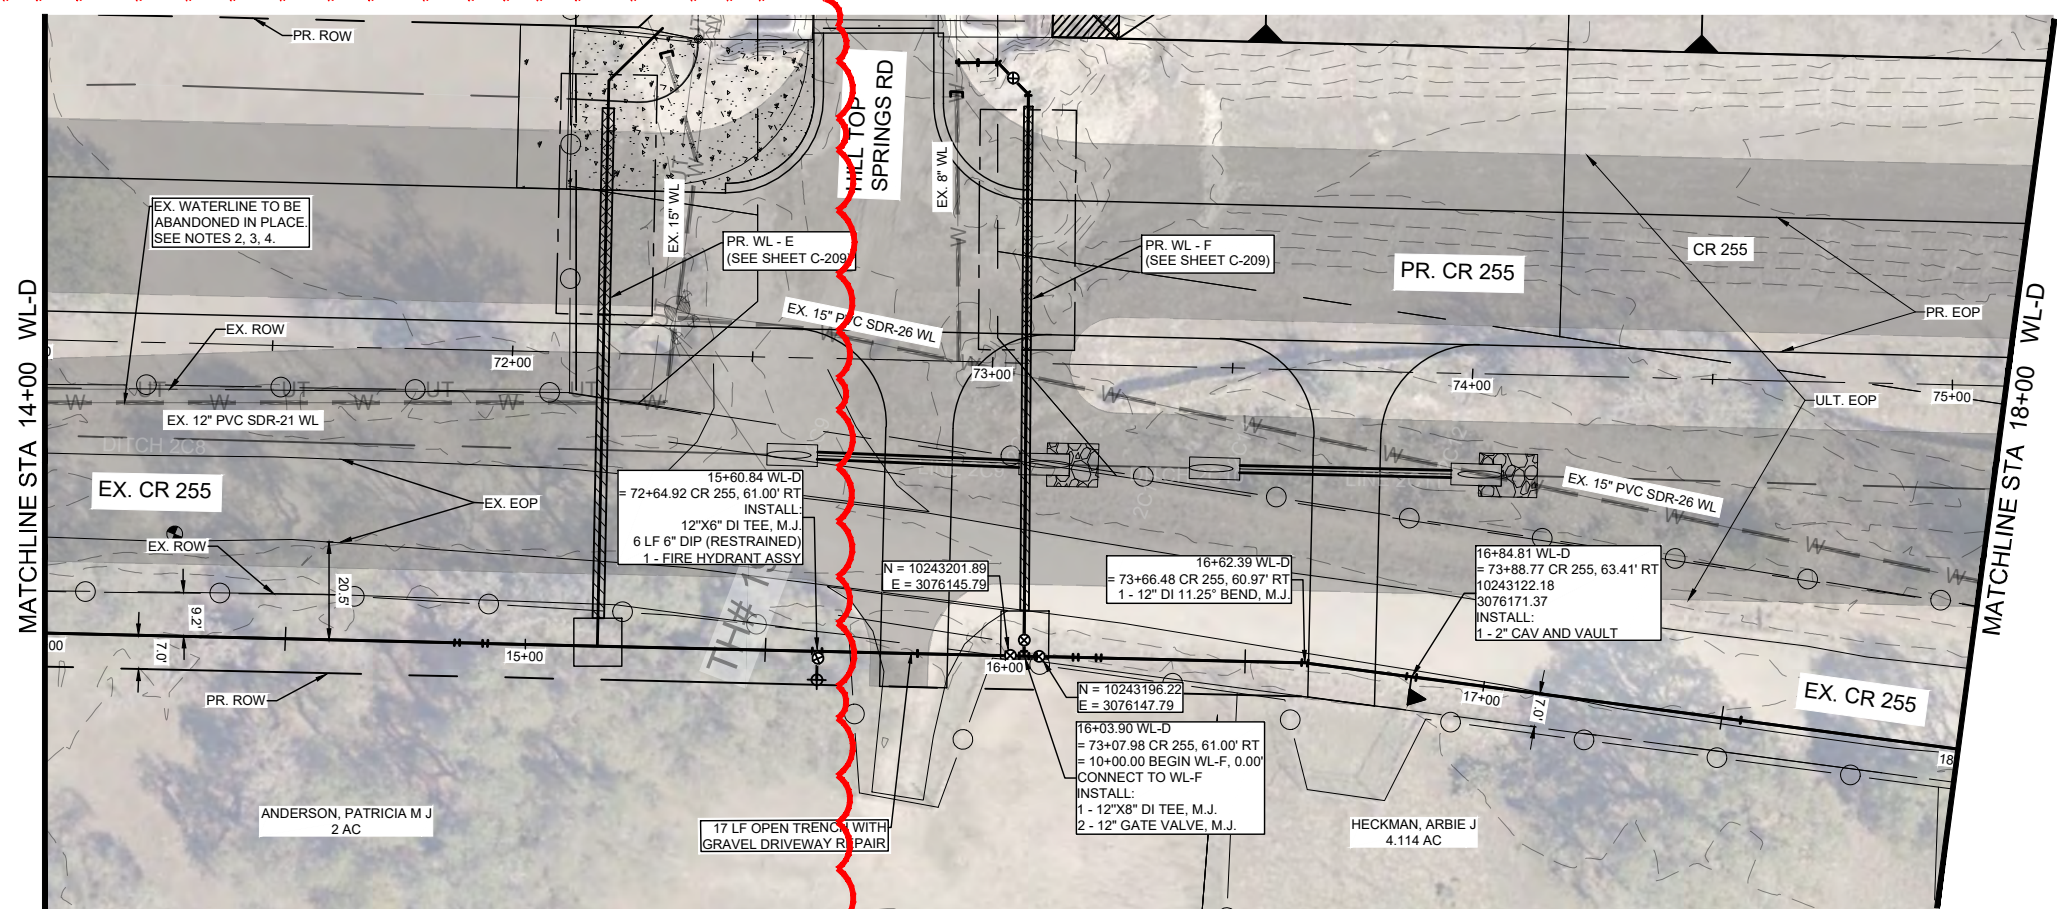 PR. ROW
HILL TOP
SPRINGS RD
EX. 8" WL
EX. 15" WL
EX. WATERLINE TO BE
ABANDONED IN PLACE.
SEE NOTES 2, 3, 4.
PR. WL - E
(SEE SHEET C-209)
PR. WL - F
(SEE SHEET C-209)
PR. CR 255
CR 255
PR. EOP
EX. ROW
EX. 15" PVC SDR-26 WL
72+00
73+00
74+00
75+00
ULT. EOP
UT UT UT UT
W W W W W
EX. 12" PVC SDR-21 WL
DITCH 2C8
EX. CR 255
EX. EOP
EX. ROW
MATCHLINE STA 14+00 WL-D
MATCHLINE STA 18+00 WL-D
15+60.84 WL-D
= 72+64.92 CR 255, 61.00' RT
INSTALL:
12"X6" DI TEE, M.J.
6 LF 6" DIP (RESTRAINED)
1 - FIRE HYDRANT ASSY
EX. 15" PVC SDR-26 WL
N = 10243201.89
E = 3076145.79
16+62.39 WL-D
= 73+66.48 CR 255, 60.97' RT
1 - 12" DI 11.25° BEND, M.J.
16+84.81 WL-D
= 73+88.77 CR 255, 63.41' RT
10243122.18
3076171.37
INSTALL:
1 - 2" CAV AND VAULT
20.5'
9.2'
7.0'
00
15+00
16+00
17+00
7.0'
18
PR. ROW
EX. CR 255
N = 10243196.22
E = 3076147.79
16+03.90 WL-D
= 73+07.98 CR 255, 61.00' RT
= 10+00.00 BEGIN WL-F, 0.00'
CONNECT TO WL-F
INSTALL:
1 - 12"X8" DI TEE, M.J.
2 - 12" GATE VALVE, M.J.
ANDERSON, PATRICIA M J
2 AC
17 LF OPEN TRENCH WITH
GRAVEL DRIVEWAY REPAIR
HECKMAN, ARBIE J
4.114 AC